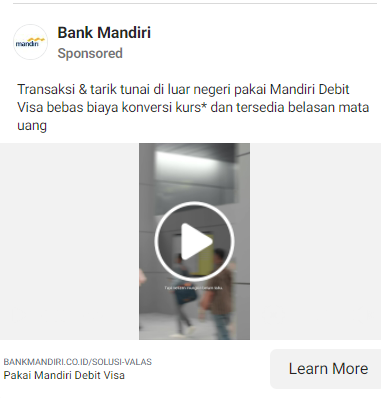 mandiri
Bank Mandiri
Sponsored
Transaksi & tarik tunai di luar negeri pakai Mandiri Debit
Visa bebas biaya konversi kurs* dan tersedia belasan mata
uang
BANKMANDIRI.CO.ID/SOLUSI-VALAS
Pakai Mandiri Debit Visa
Learn More